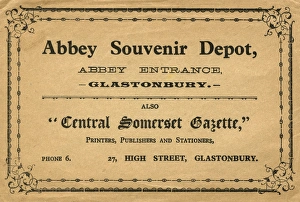 Abbey Souvenir Depot,
ABBEY ENTRANCE,
– GLASTONBURY. –
ALSO
"Central Somerset Gazette,"
PRINTERS, PUBLISHERS AND STATIONERS,
PHONE 6. 27, HIGH STREET, GLASTONBURY.